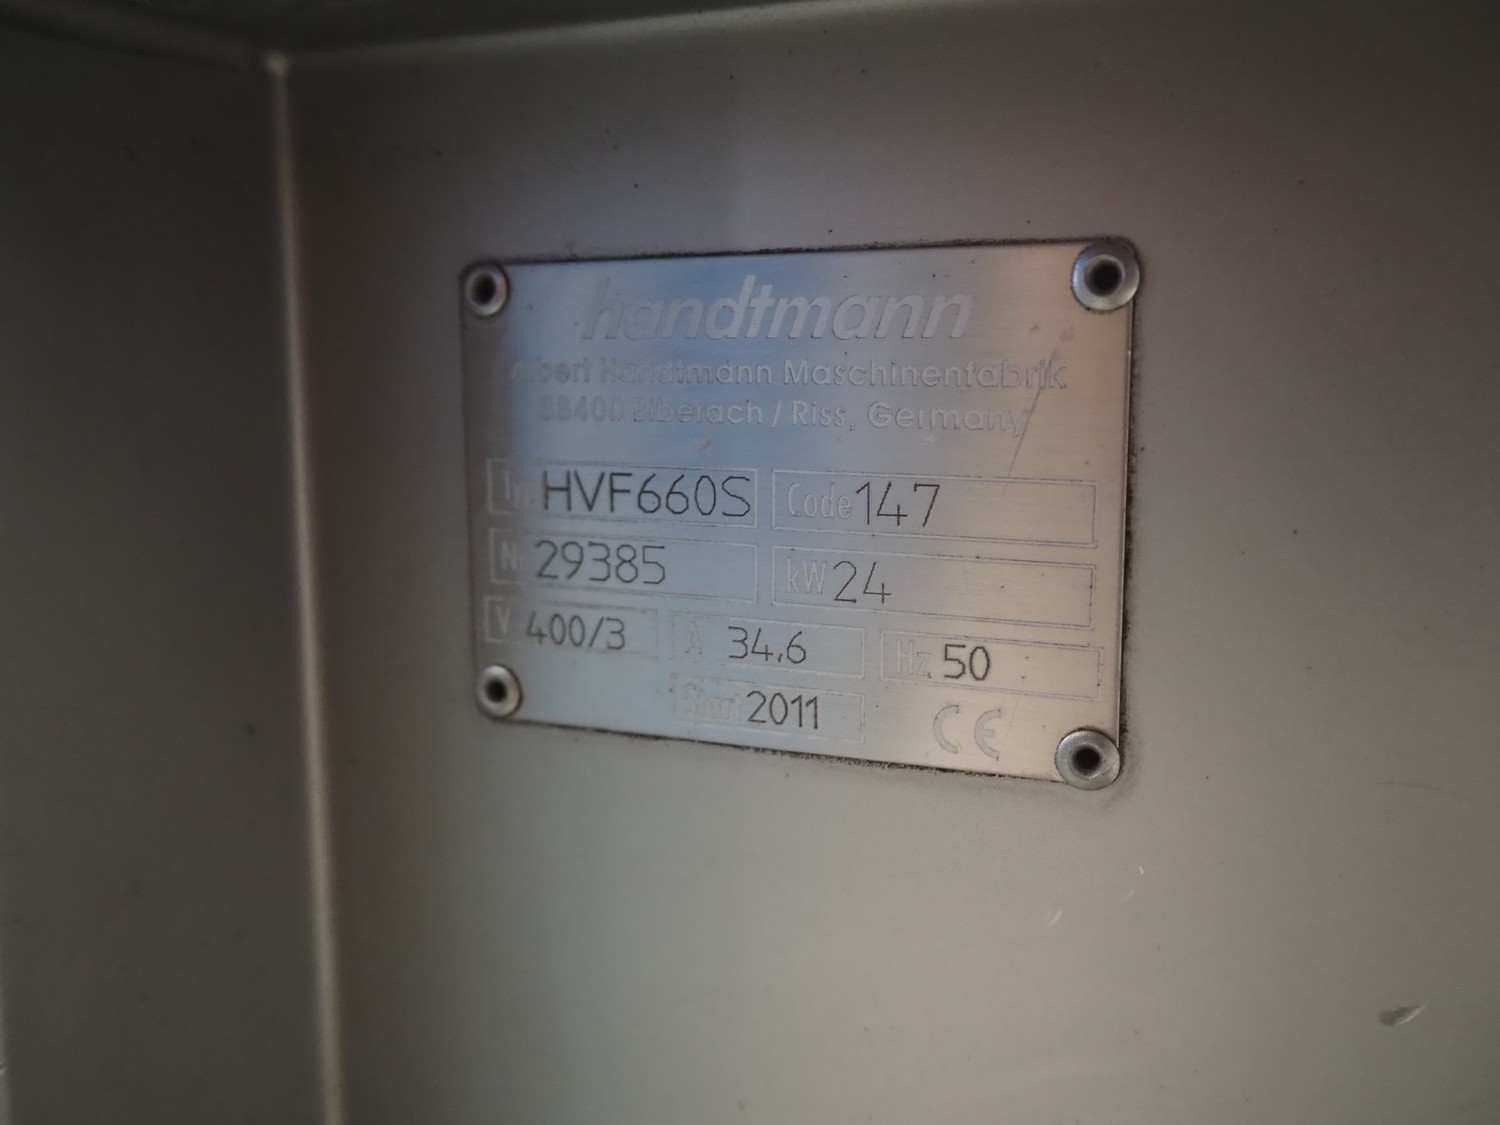 handtmann
Albert Handtmann Maschinenfabrik
88400 Biberach / Riss, Germany
Typ HVF660S Code 147
Nr 29385 kW 24
V 400/3 A 34.6 Hz 50
2011 CE